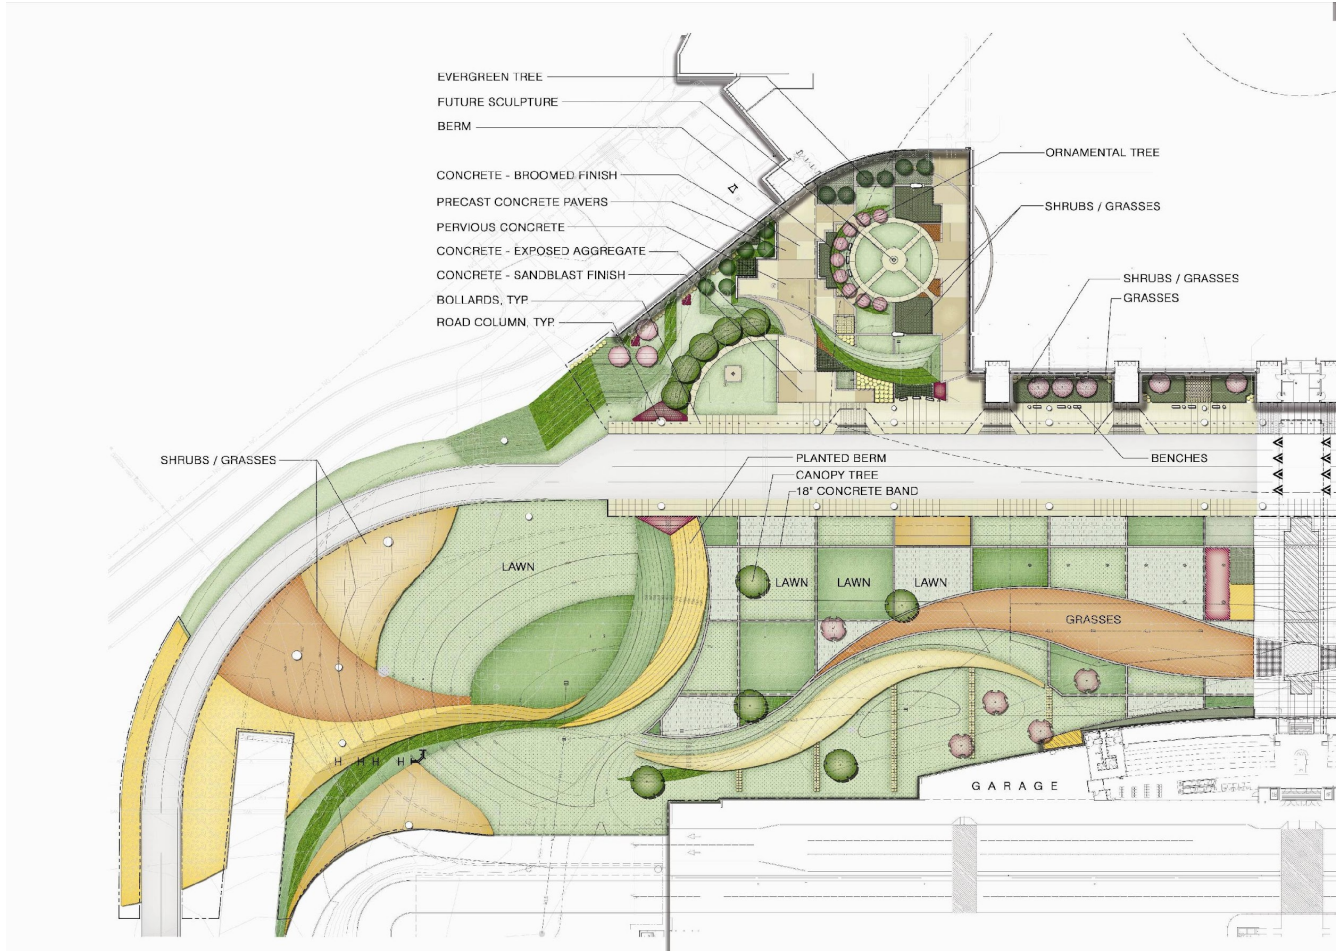 EVERGREEN TREE
FUTURE SCULPTURE
BERM
CONCRETE - BROOMED FINISH
PRECAST CONCRETE PAVERS
PERVIOUS CONCRETE
CONCRETE - EXPOSED AGGREGATE
CONCRETE - SANDBLAST FINISH
BOLLARDS, TYP.
ROAD COLUMN, TYP.
ORNAMENTAL TREE
SHRUBS / GRASSES
SHRUBS / GRASSES
GRASSES
SHRUBS / GRASSES
PLANTED BERM
CANOPY TREE
18" CONCRETE BAND
BENCHES
LAWN
LAWN
LAWN
LAWN
GRASSES
GARAGE